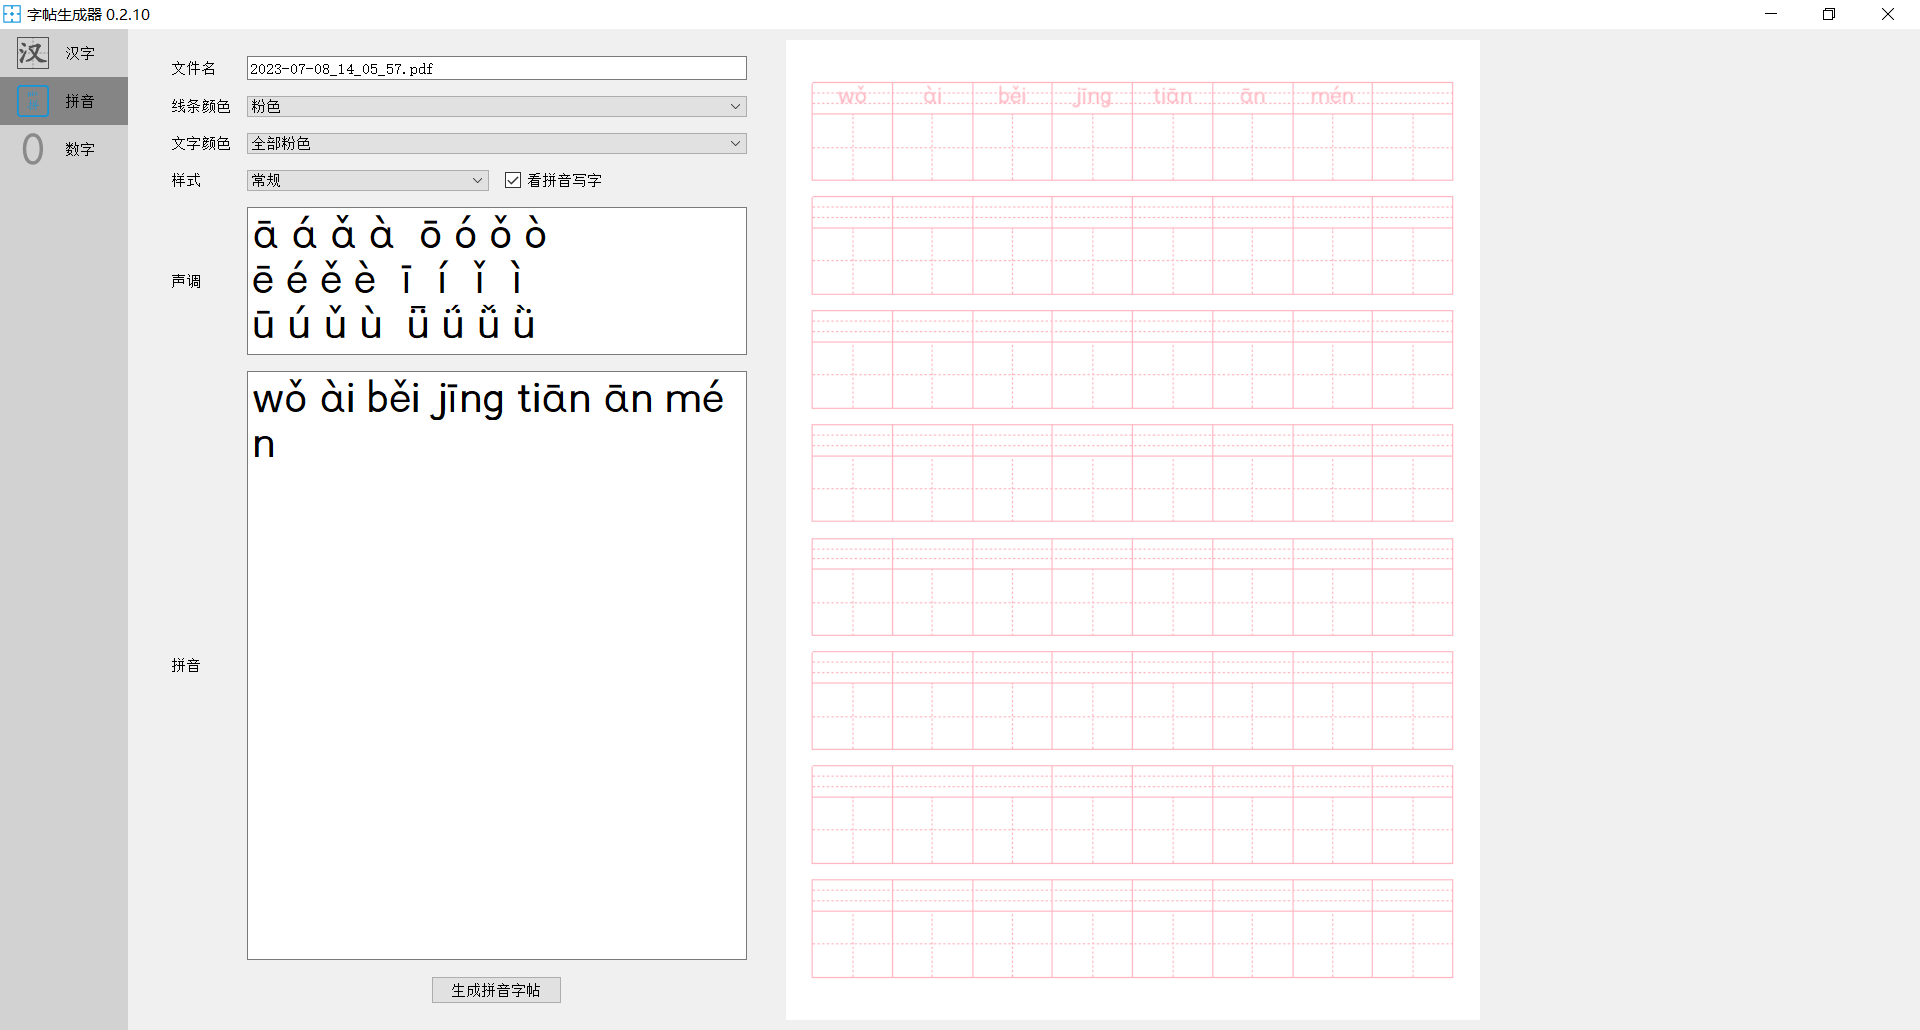 字帖生成器 0.2.10
汉 汉字
拼音
0 数字
文件名 2023-07-08_14_05_57.pdf
线条颜色 粉色
文字颜色 全部粉色
样式 常规 看拼音写字
声调
ā á ǎ à ō ó ǒ ò
ē é ě è ī í ǐ ì
ū ú ǔ ù ǖ ǘ ǚ ǜ
拼音
wǒ ài běi jīng tiān ān mé
n
生成拼音字帖
wǒ ài běi jīng tiān ān mén